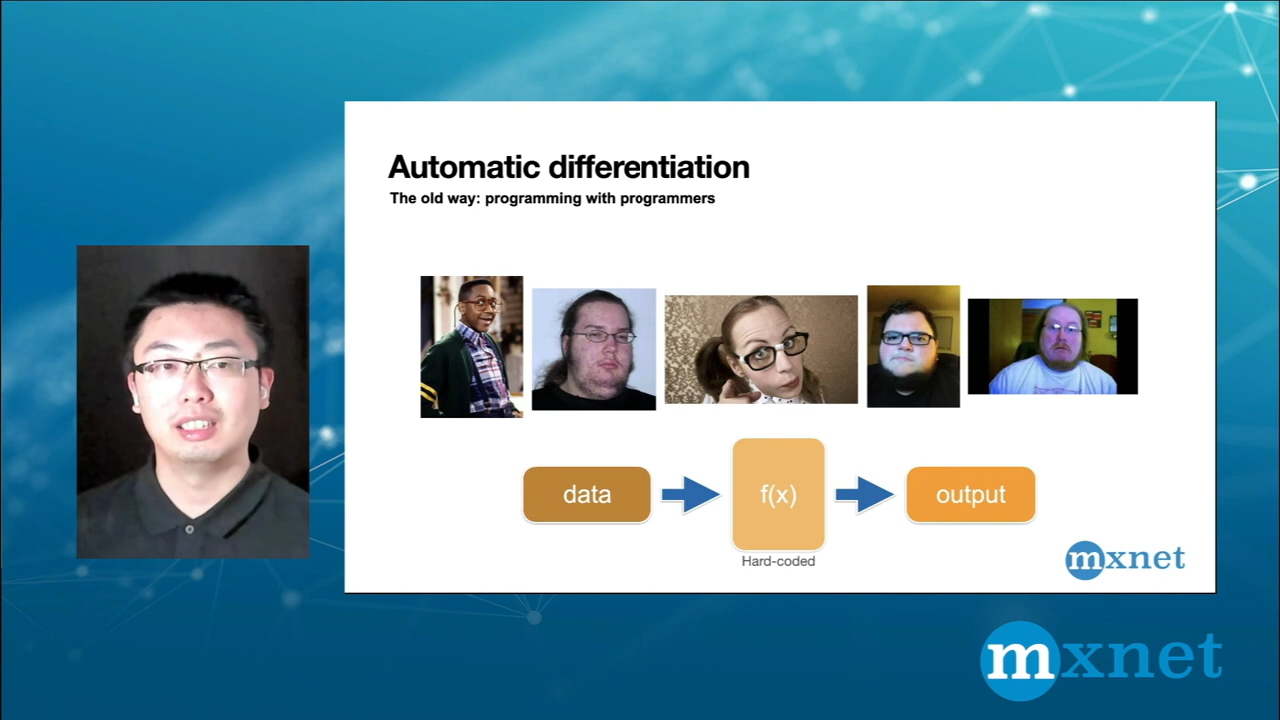 Automatic differentiation
The old way: programming with programmers
data
f(x)
output
Hard-coded
mxnet
mxnet